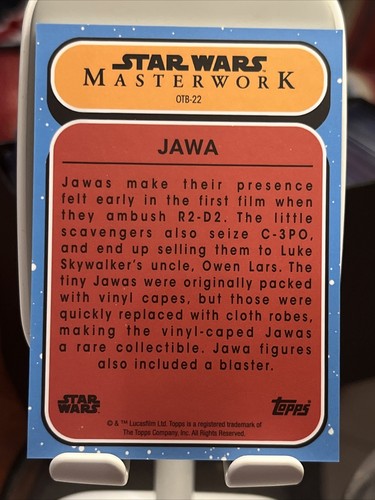 STAR WARS
MASTERWORK
OTB-22
JAWA
Jawas make their presence
felt early in the first film when
they ambush R2-D2. The little
scavengers also seize C-3PO,
and end up selling them to Luke
Skywalker's uncle, Owen Lars. The
tiny Jawas were originally packed
with vinyl capes, but those were
quickly replaced with cloth robes,
making the vinyl-caped Jawas
a rare collectible. Jawa figures
also included a blaster.
STAR WARS
topps
© & ™ Lucasfilm Ltd. Topps is a registered trademark of
The Topps Company, Inc. All Rights Reserved.